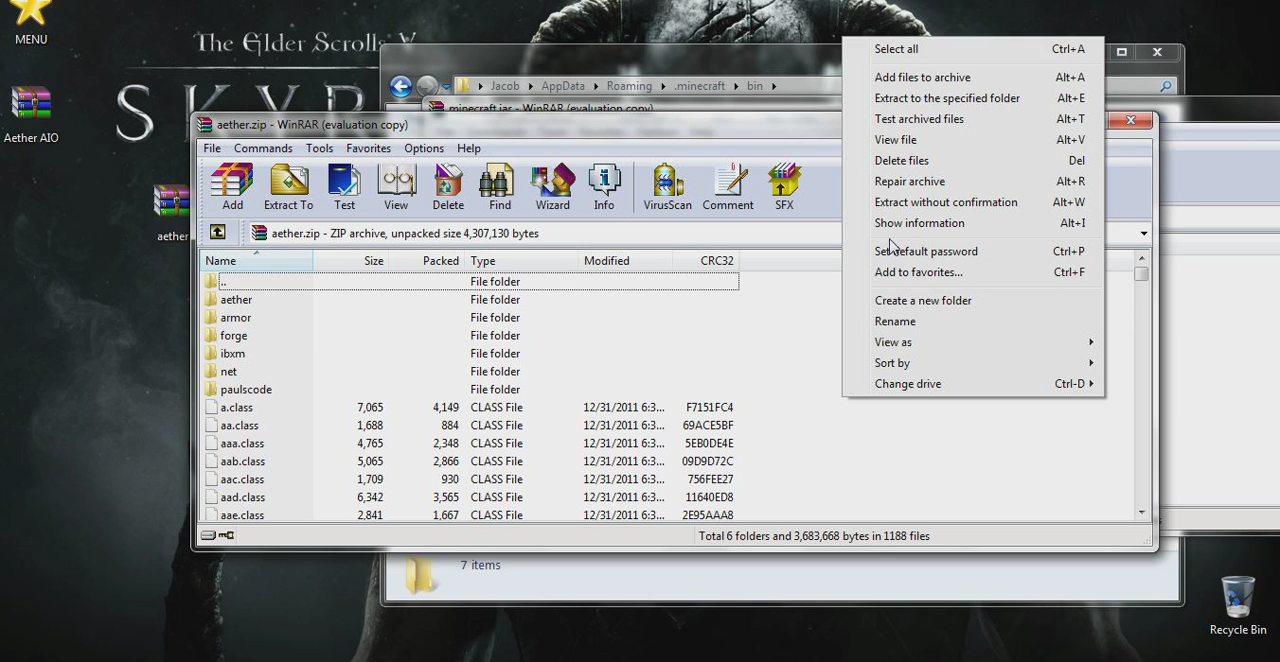 MENU
Aether AIO
The Elder Scrolls V
SKYR
aether
Jacob AppData Roaming .minecraft bin
minecraft.jar - WinRAR (evaluation copy)
aether.zip - WinRAR (evaluation copy)
File Commands Tools Favorites Options Help
Add Extract To Test View Delete Find Wizard Info VirusScan Comment SFX
aether.zip - ZIP archive, unpacked size 4,307,130 bytes
Name Size Packed Type Modified CRC32
.. File folder
aether File folder
armor File folder
forge File folder
ibxm File folder
net File folder
paulscode File folder
a.class 7,065 4,149 CLASS File 12/31/2011 6:3... F7151FC4
aa.class 1,688 884 CLASS File 12/31/2011 6:3... 69ACE5BF
aaa.class 4,765 2,348 CLASS File 12/31/2011 6:3... 5EB0DE4E
aab.class 5,065 2,866 CLASS File 12/31/2011 6:3... 09D9D72C
aac.class 1,709 930 CLASS File 12/31/2011 6:3... 756FEE27
aad.class 6,342 3,565 CLASS File 12/31/2011 6:3... 11640ED8
aae.class 2,841 1,667 CLASS File 12/31/2011 6:3... 2E95AAA8
Total 6 folders and 3,683,668 bytes in 1188 files
7 items
Select all Ctrl+A
Add files to archive Alt+A
Extract to the specified folder Alt+E
Test archived files Alt+T
View file Alt+V
Delete files Del
Repair archive Alt+R
Extract without confirmation Alt+W
Show information Alt+I
Set default password Ctrl+P
Add to favorites... Ctrl+F
Create a new folder
Rename
View as
Sort by
Change drive Ctrl-D
Recycle Bin